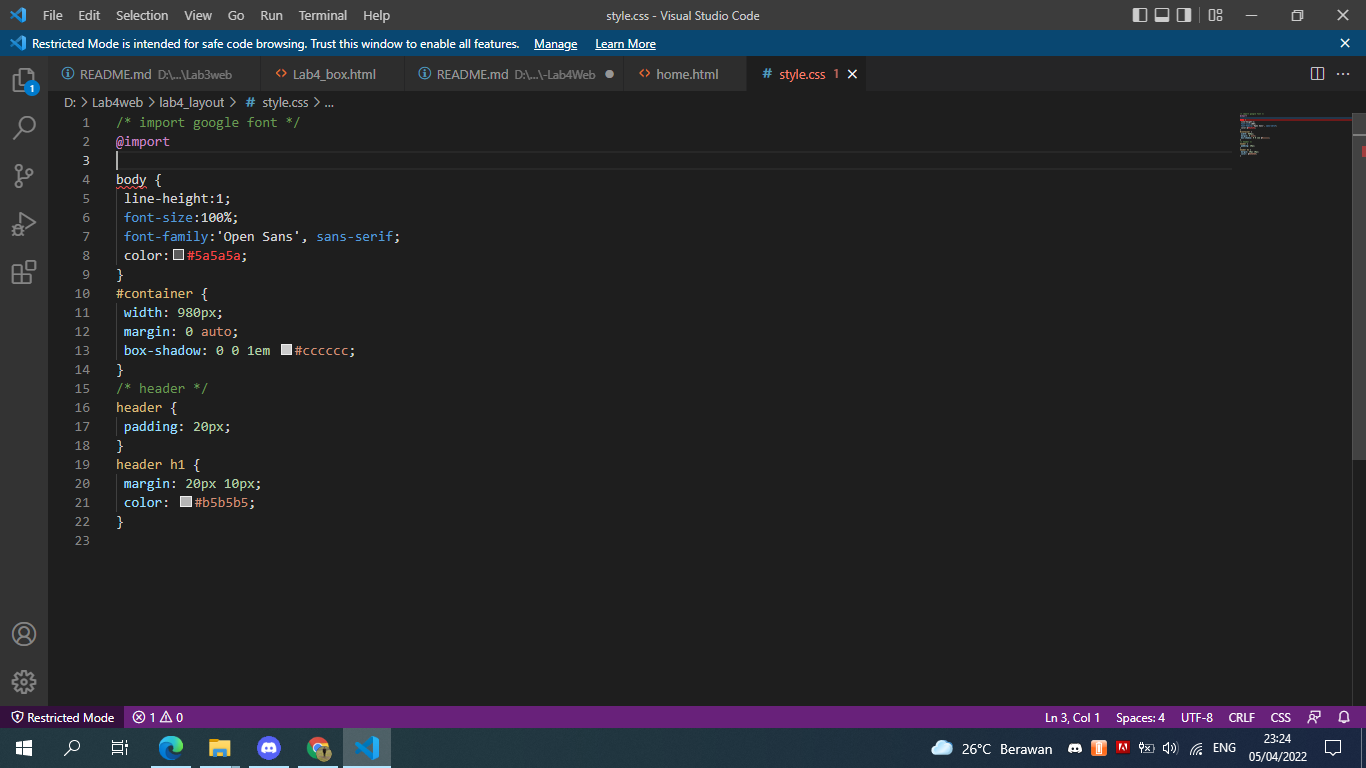 File Edit Selection View Go Run Terminal Help style.css - Visual Studio Code
Restricted Mode is intended for safe code browsing. Trust this window to enable all features. Manage Learn More
README.md D:\...\Lab3web Lab4_box.html README.md D:\...\-Lab4Web home.html # style.css 1
D: > Lab4web > lab4_layout > # style.css > ...
1 /* import google font */
2 @import
3
4 body {
5 line-height:1;
6 font-size:100%;
7 font-family:'Open Sans', sans-serif;
8 color:#5a5a5a;
9 }
10 #container {
11 width: 980px;
12 margin: 0 auto;
13 box-shadow: 0 0 1em #cccccc;
14 }
15 /* header */
16 header {
17 padding: 20px;
18 }
19 header h1 {
20 margin: 20px 10px;
21 color: #b5b5b5;
22 }
23
1
Restricted Mode 1 0 Ln 3, Col 1 Spaces: 4 UTF-8 CRLF CSS
26°C Berawan ENG 23:24
05/04/2022